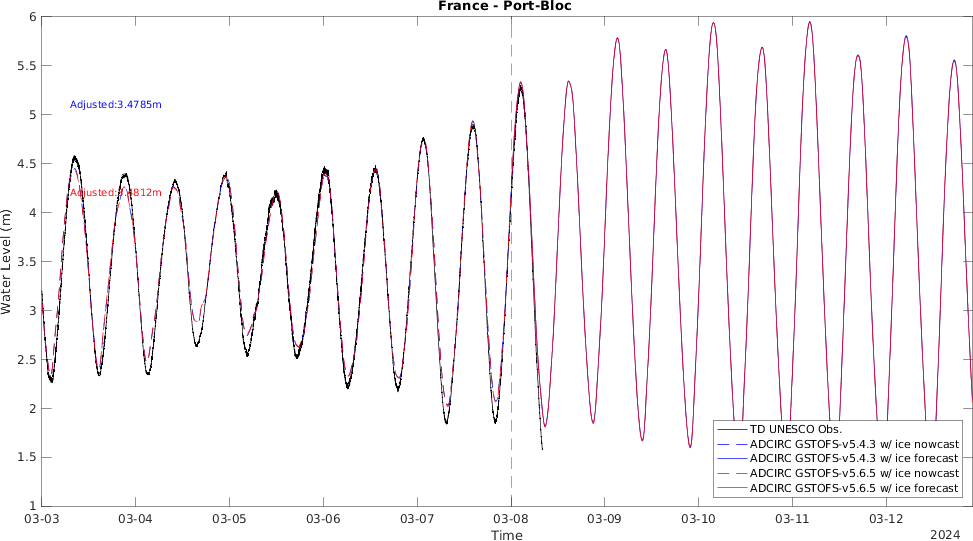 France - Port-Bloc
6
5.5
5
4.5
4
3.5
3
2.5
2
1.5
1
Water Level (m)
Adjusted:3.4785m
TD UNESCO Obs.
ADCIRC GSTOFS-v5.4.3 w/ ice nowcast
ADCIRC GSTOFS-v5.4.3 w/ ice forecast
ADCIRC GSTOFS-v5.6.5 w/ ice nowcast
ADCIRC GSTOFS-v5.6.5 w/ ice forecast
03-03 03-04 03-05 03-06 03-07 03-08 03-09 03-10 03-11 03-12
Time
2024